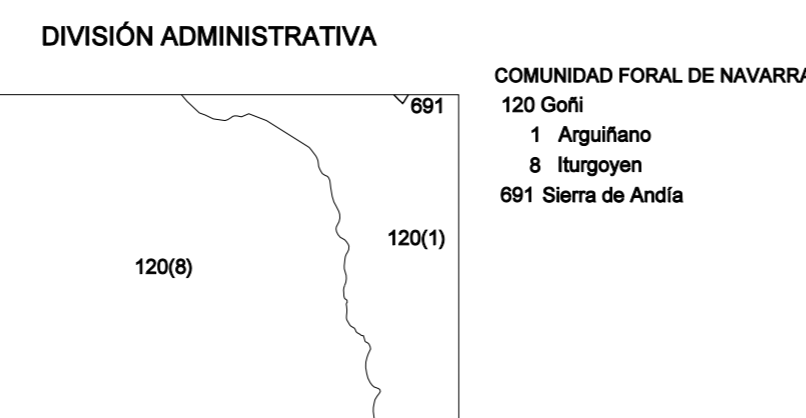 DIVISIÓN ADMINISTRATIVA
COMUNIDAD FORAL DE NAVARRA
120 Goñi
1 Arguiñano
8 Iturgoyen
691 Sierra de Andía
691
120(1)
120(8)